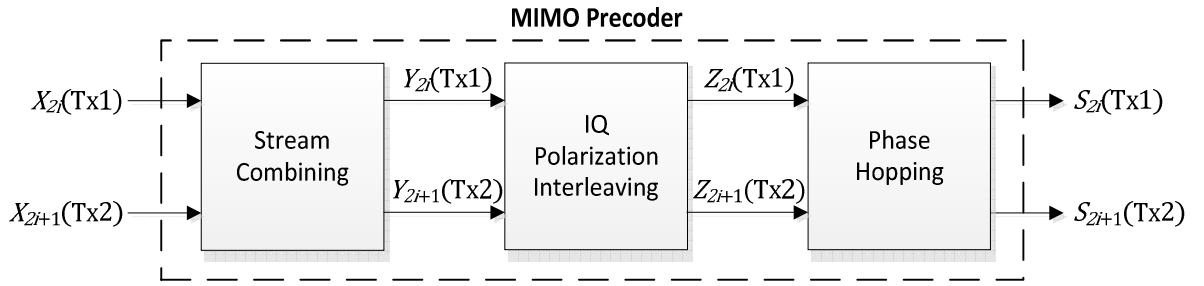 MIMO Precoder
X2i(Tx1)
Y2i(Tx1)
Z2i(Tx1)
S2i(Tx1)
Stream
Combining
IQ
Polarization
Interleaving
Phase
Hopping
X2i+1(Tx2)
Y2i+1(Tx2)
Z2i+1(Tx2)
S2i+1(Tx2)